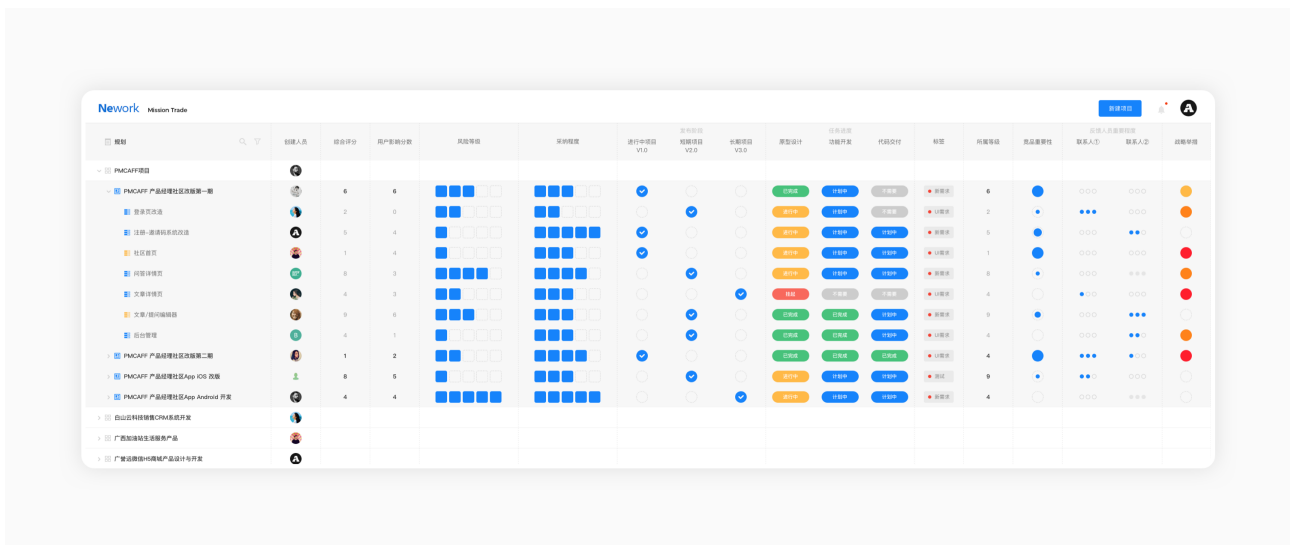 Nework Mission Trade 新建项目
发布阶段 任务进度 反馈人员重要程度
规划 创建人员 综合评分 用户影响分数 风险等级 采纳程度 进行中项目 短期项目 长期项目 原型设计 功能开发 代码交付 标签 所属等级 竞品重要性 联系人① 联系人② 战略举措
V1.0 V2.0 V3.0
PMCAFF项目
PMCAFF 产品经理社区改版第一期 6 6 已完成 计划中 不需要 新需求 6
登录页改造 2 0 进行中 计划中 不需要 UI需求 2
注册-邀请码系统改造 5 4 进行中 计划中 计划中 新需求 5
社区首页 1 4 进行中 计划中 计划中 UI需求 1
问答详情页 8 3 进行中 计划中 计划中 新需求 8
文章详情页 4 3 不需要 不需要 UI需求 4
文章/提问编辑器 9 6 已完成 已完成 计划中 新需求 9
后台管理 B 4 1 已完成 已完成 计划中 UI需求 4
PMCAFF 产品经理社区改版第二期 1 2 已完成 已完成 已完成 UI需求 4
PMCAFF 产品经理社区App iOS 改版 8 5 进行中 计划中 计划中 测试 9
PMCAFF 产品经理社区App Android 开发 4 4 进行中 计划中 计划中 新需求 4
白山云科技销售CRM系统开发
广西加油站生活服务产品
广誉远微信H5商城产品设计与开发